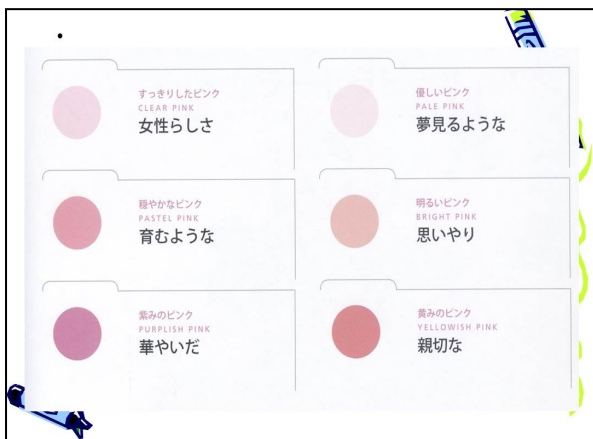 すっきりしたピンク
CLEAR PINK
女性らしさ
優しいピンク
PALE PINK
夢見るような
穏やかなピンク
PASTEL PINK
育むような
明るいピンク
BRIGHT PINK
思いやり
紫みのピンク
PURPLISH PINK
華やいだ
黄みのピンク
YELLOWISH PINK
親切な